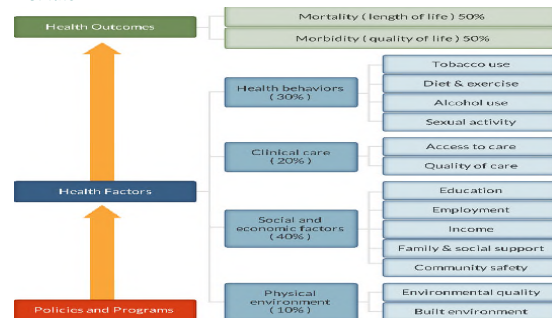 Health Outcomes
Mortality ( length of life ) 50%
Morbidity ( quality of life ) 50%
Health behaviors
( 30% )
Tobacco use
Diet & exercise
Alcohol use
Sexual activity
Clinical care
( 20% )
Access to care
Quality of care
Health Factors
Social and
economic factors
( 40% )
Education
Employment
Income
Family & social support
Community safety
Physical
environment
( 10% )
Environmental quality
Built environment
Policies and Programs